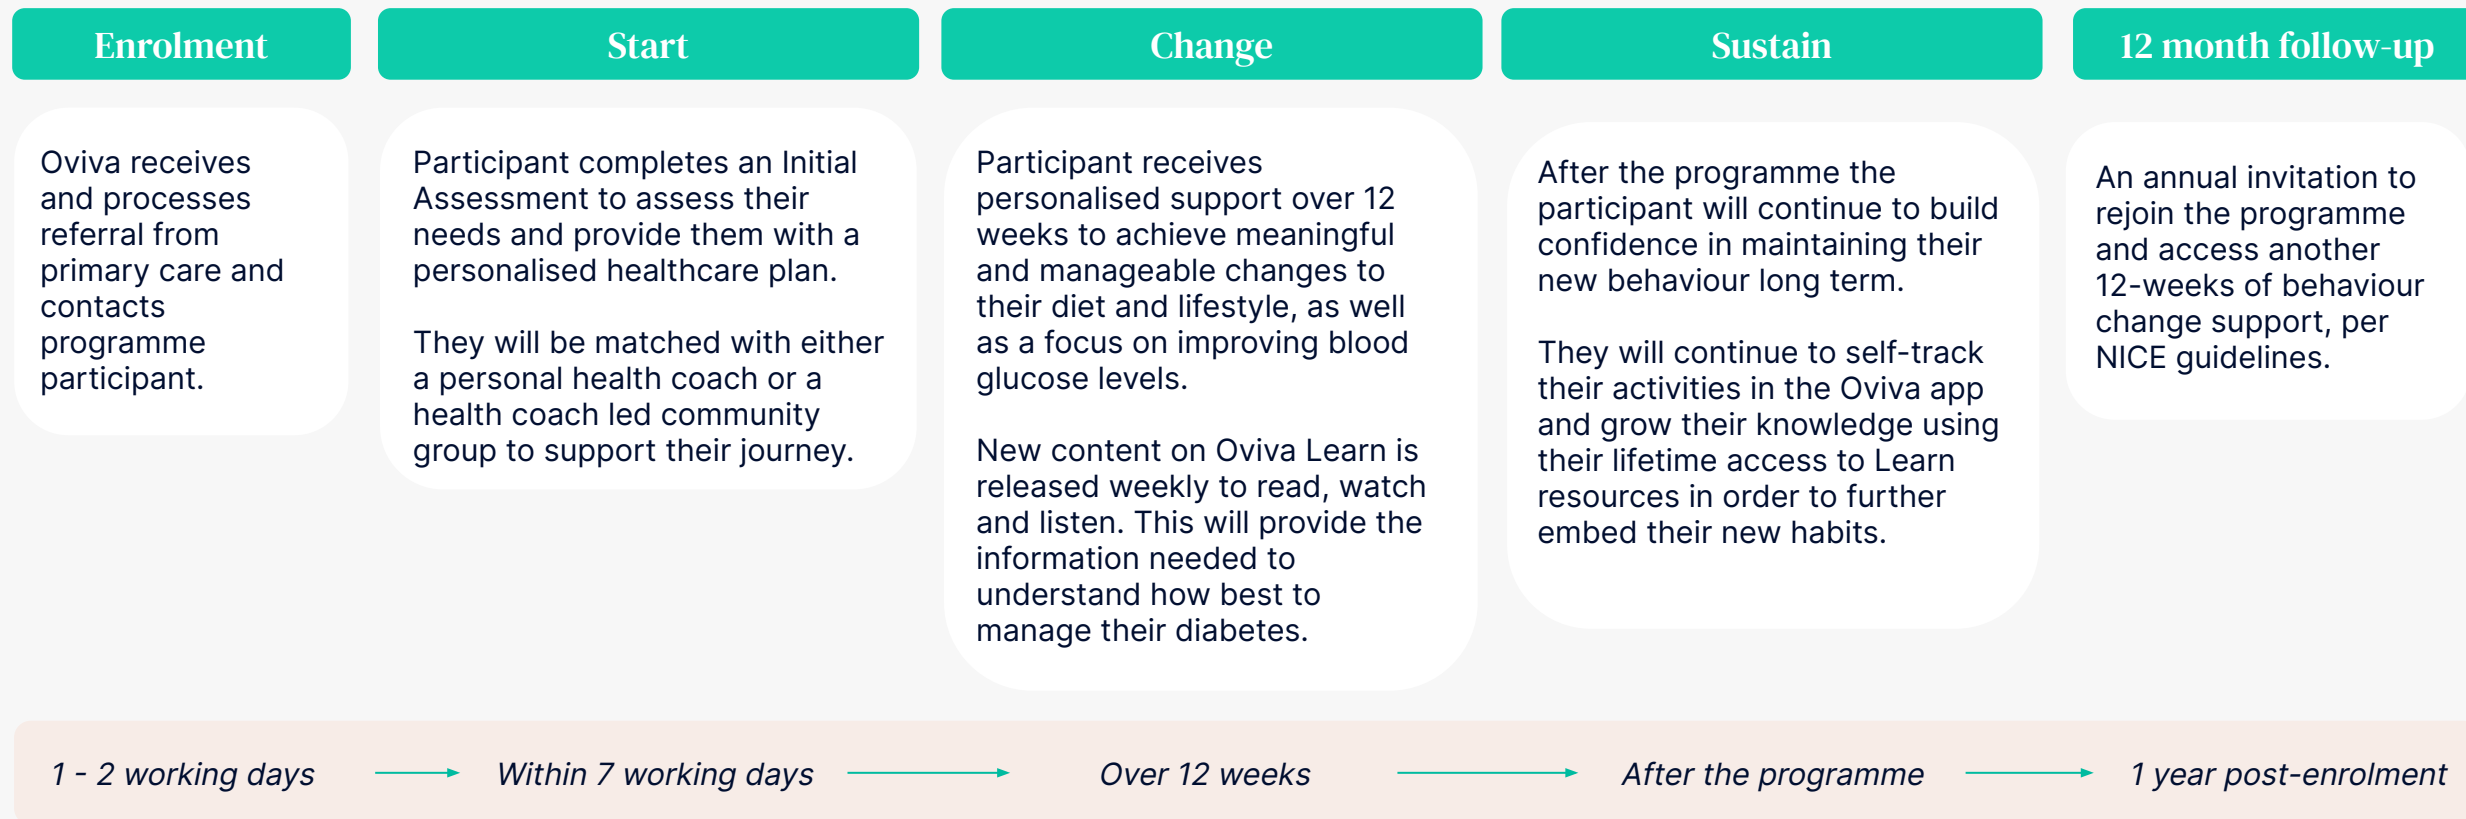 Enrolment
Start
Change
Sustain
12 month follow-up
Oviva receives
and processes
referral from
primary care and
contacts
programme
participant.
Participant completes an Initial
Assessment to assess their
needs and provide them with a
personalised healthcare plan.
They will be matched with either
a personal health coach or a
health coach led community
group to support their journey.
Participant receives
personalised support over 12
weeks to achieve meaningful
and manageable changes to
their diet and lifestyle, as well
as a focus on improving blood
glucose levels.
New content on Oviva Learn is
released weekly to read, watch
and listen. This will provide the
information needed to
understand how best to
manage their diabetes.
After the programme the
participant will continue to build
confidence in maintaining their
new behaviour long term.
They will continue to self-track
their activities in the Oviva app
and grow their knowledge using
their lifetime access to Learn
resources in order to further
embed their new habits.
An annual invitation to
rejoin the programme
and access another
12-weeks of behaviour
change support, per
NICE guidelines.
1 - 2 working days
Within 7 working days
Over 12 weeks
After the programme
1 year post-enrolment